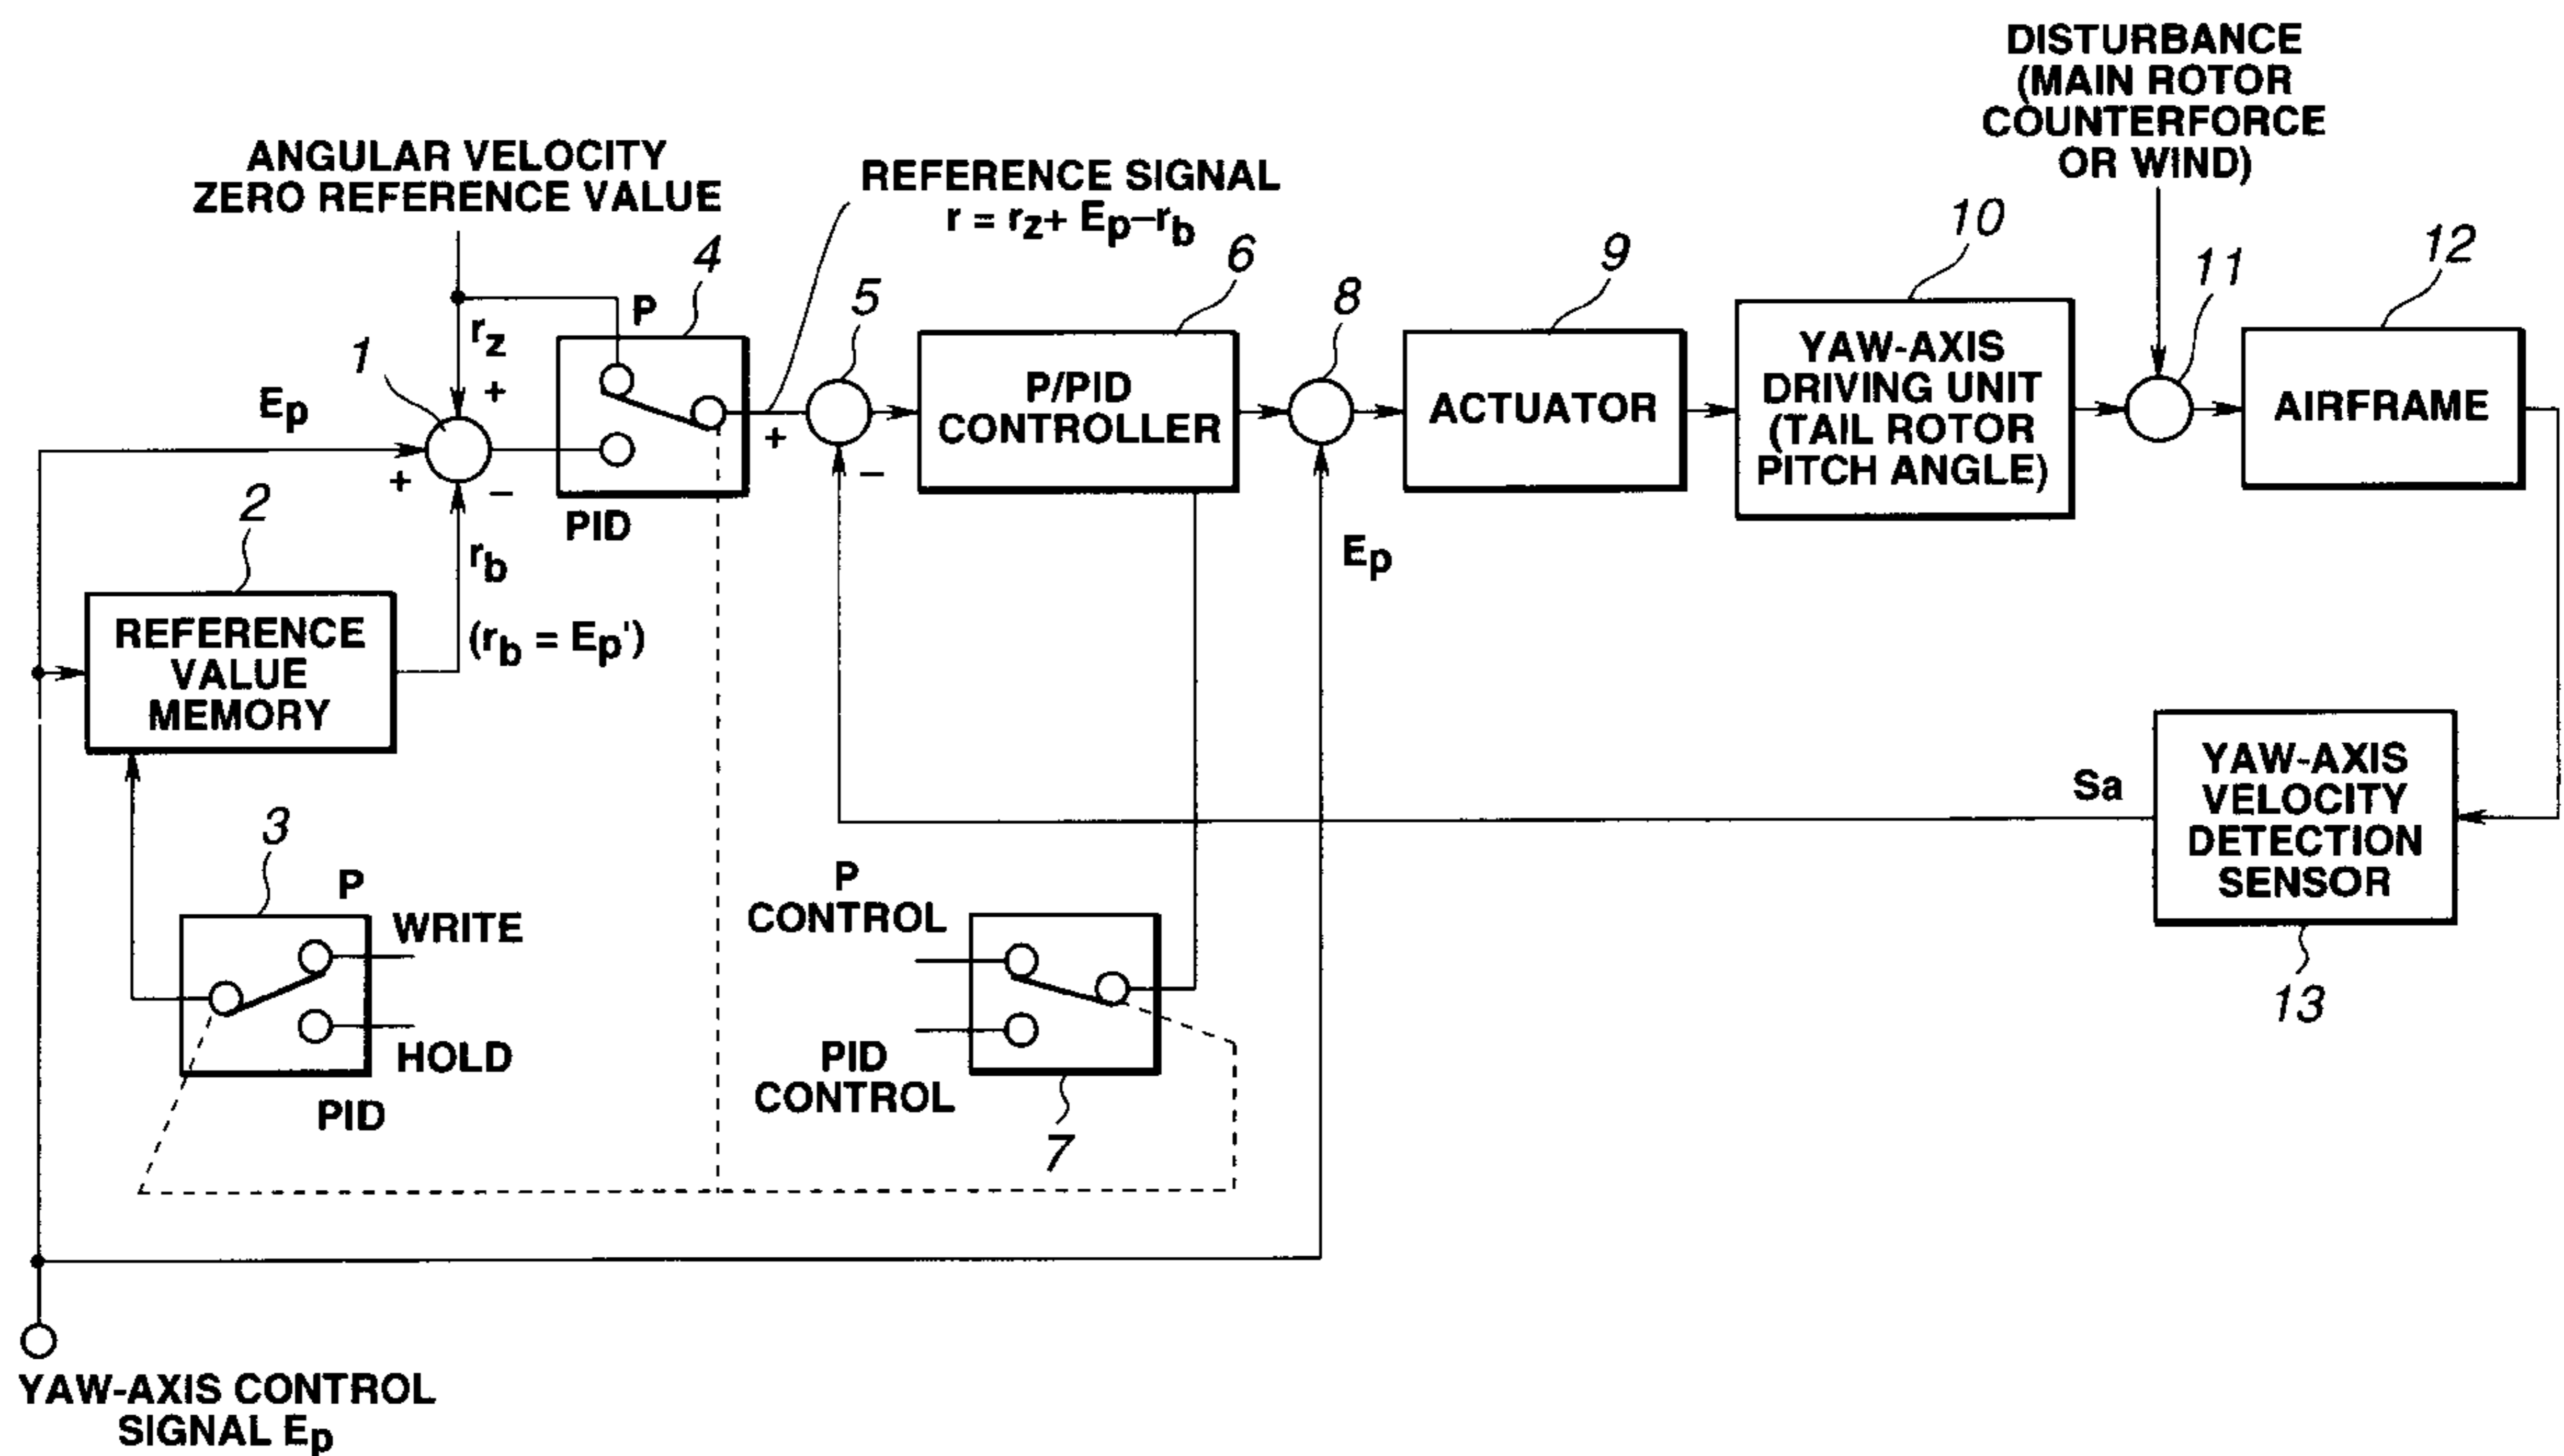 DISTURBANCE
(MAIN ROTOR
COUNTERFORCE
OR WIND)
ANGULAR VELOCITY
ZERO REFERENCE VALUE
REFERENCE SIGNAL
r = rz+ Ep–rb
1
2
3
4
5
6
7
8
9
10
11
12
13
rz
+
Ep
+
–
rb
(rb = Ep')
P
PID
+
–
P/PID
CONTROLLER
Ep
ACTUATOR
YAW-AXIS
DRIVING UNIT
(TAIL ROTOR
PITCH ANGLE)
AIRFRAME
REFERENCE
VALUE
MEMORY
Sa
YAW-AXIS
VELOCITY
DETECTION
SENSOR
P
WRITE
HOLD
PID
P
CONTROL
PID
CONTROL
YAW-AXIS CONTROL
SIGNAL Ep